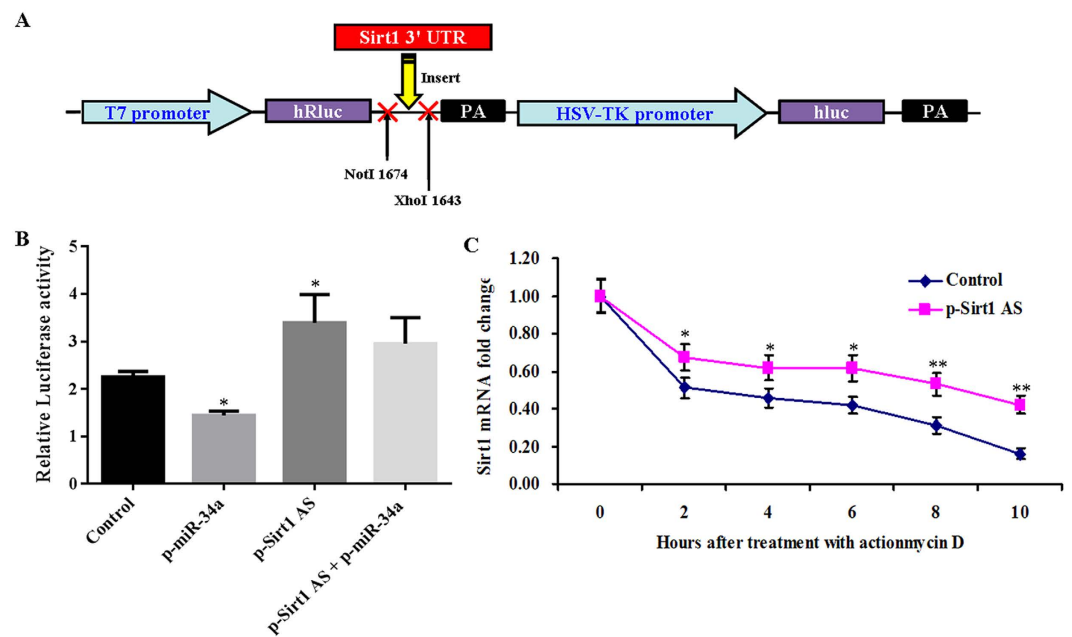 A
Sirt1 3' UTR
Insert
T7 promoter
hRluc
PA
HSV-TK promoter
hluc
PA
NotI 1674
XhoI 1643
B
Relative Luciferase activity
5
4
3
2
1
0
*
*
Control
p-miR-34a
p-Sirt1 AS
p-Sirt1 AS + p-miR-34a
C
Sirt1 mRNA fold change
1.20
1.00
0.80
0.60
0.40
0.20
0.00
Control
p-Sirt1 AS
*
*
*
**
**
0 2 4 6 8 10
Hours after treatment with actionmycin D